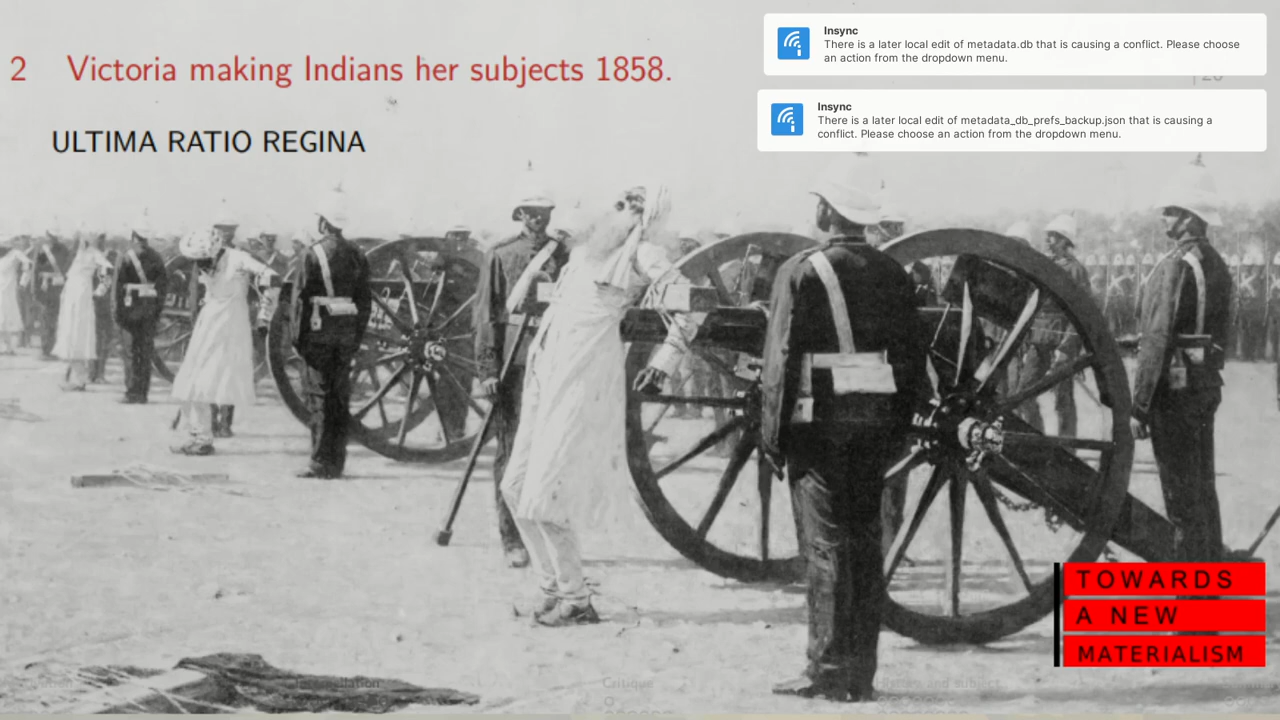 2 Victoria making Indians her subjects 1858.
ULTIMA RATIO REGINA
Insync
There is a later local edit of metadata.db that is causing a conflict. Please choose
an action from the dropdown menu.
Insync
There is a later local edit of metadata_db_prefs_backup.json that is causing a
conflict. Please choose an action from the dropdown menu.
TOWARDS
A NEW
MATERIALISM
Critique